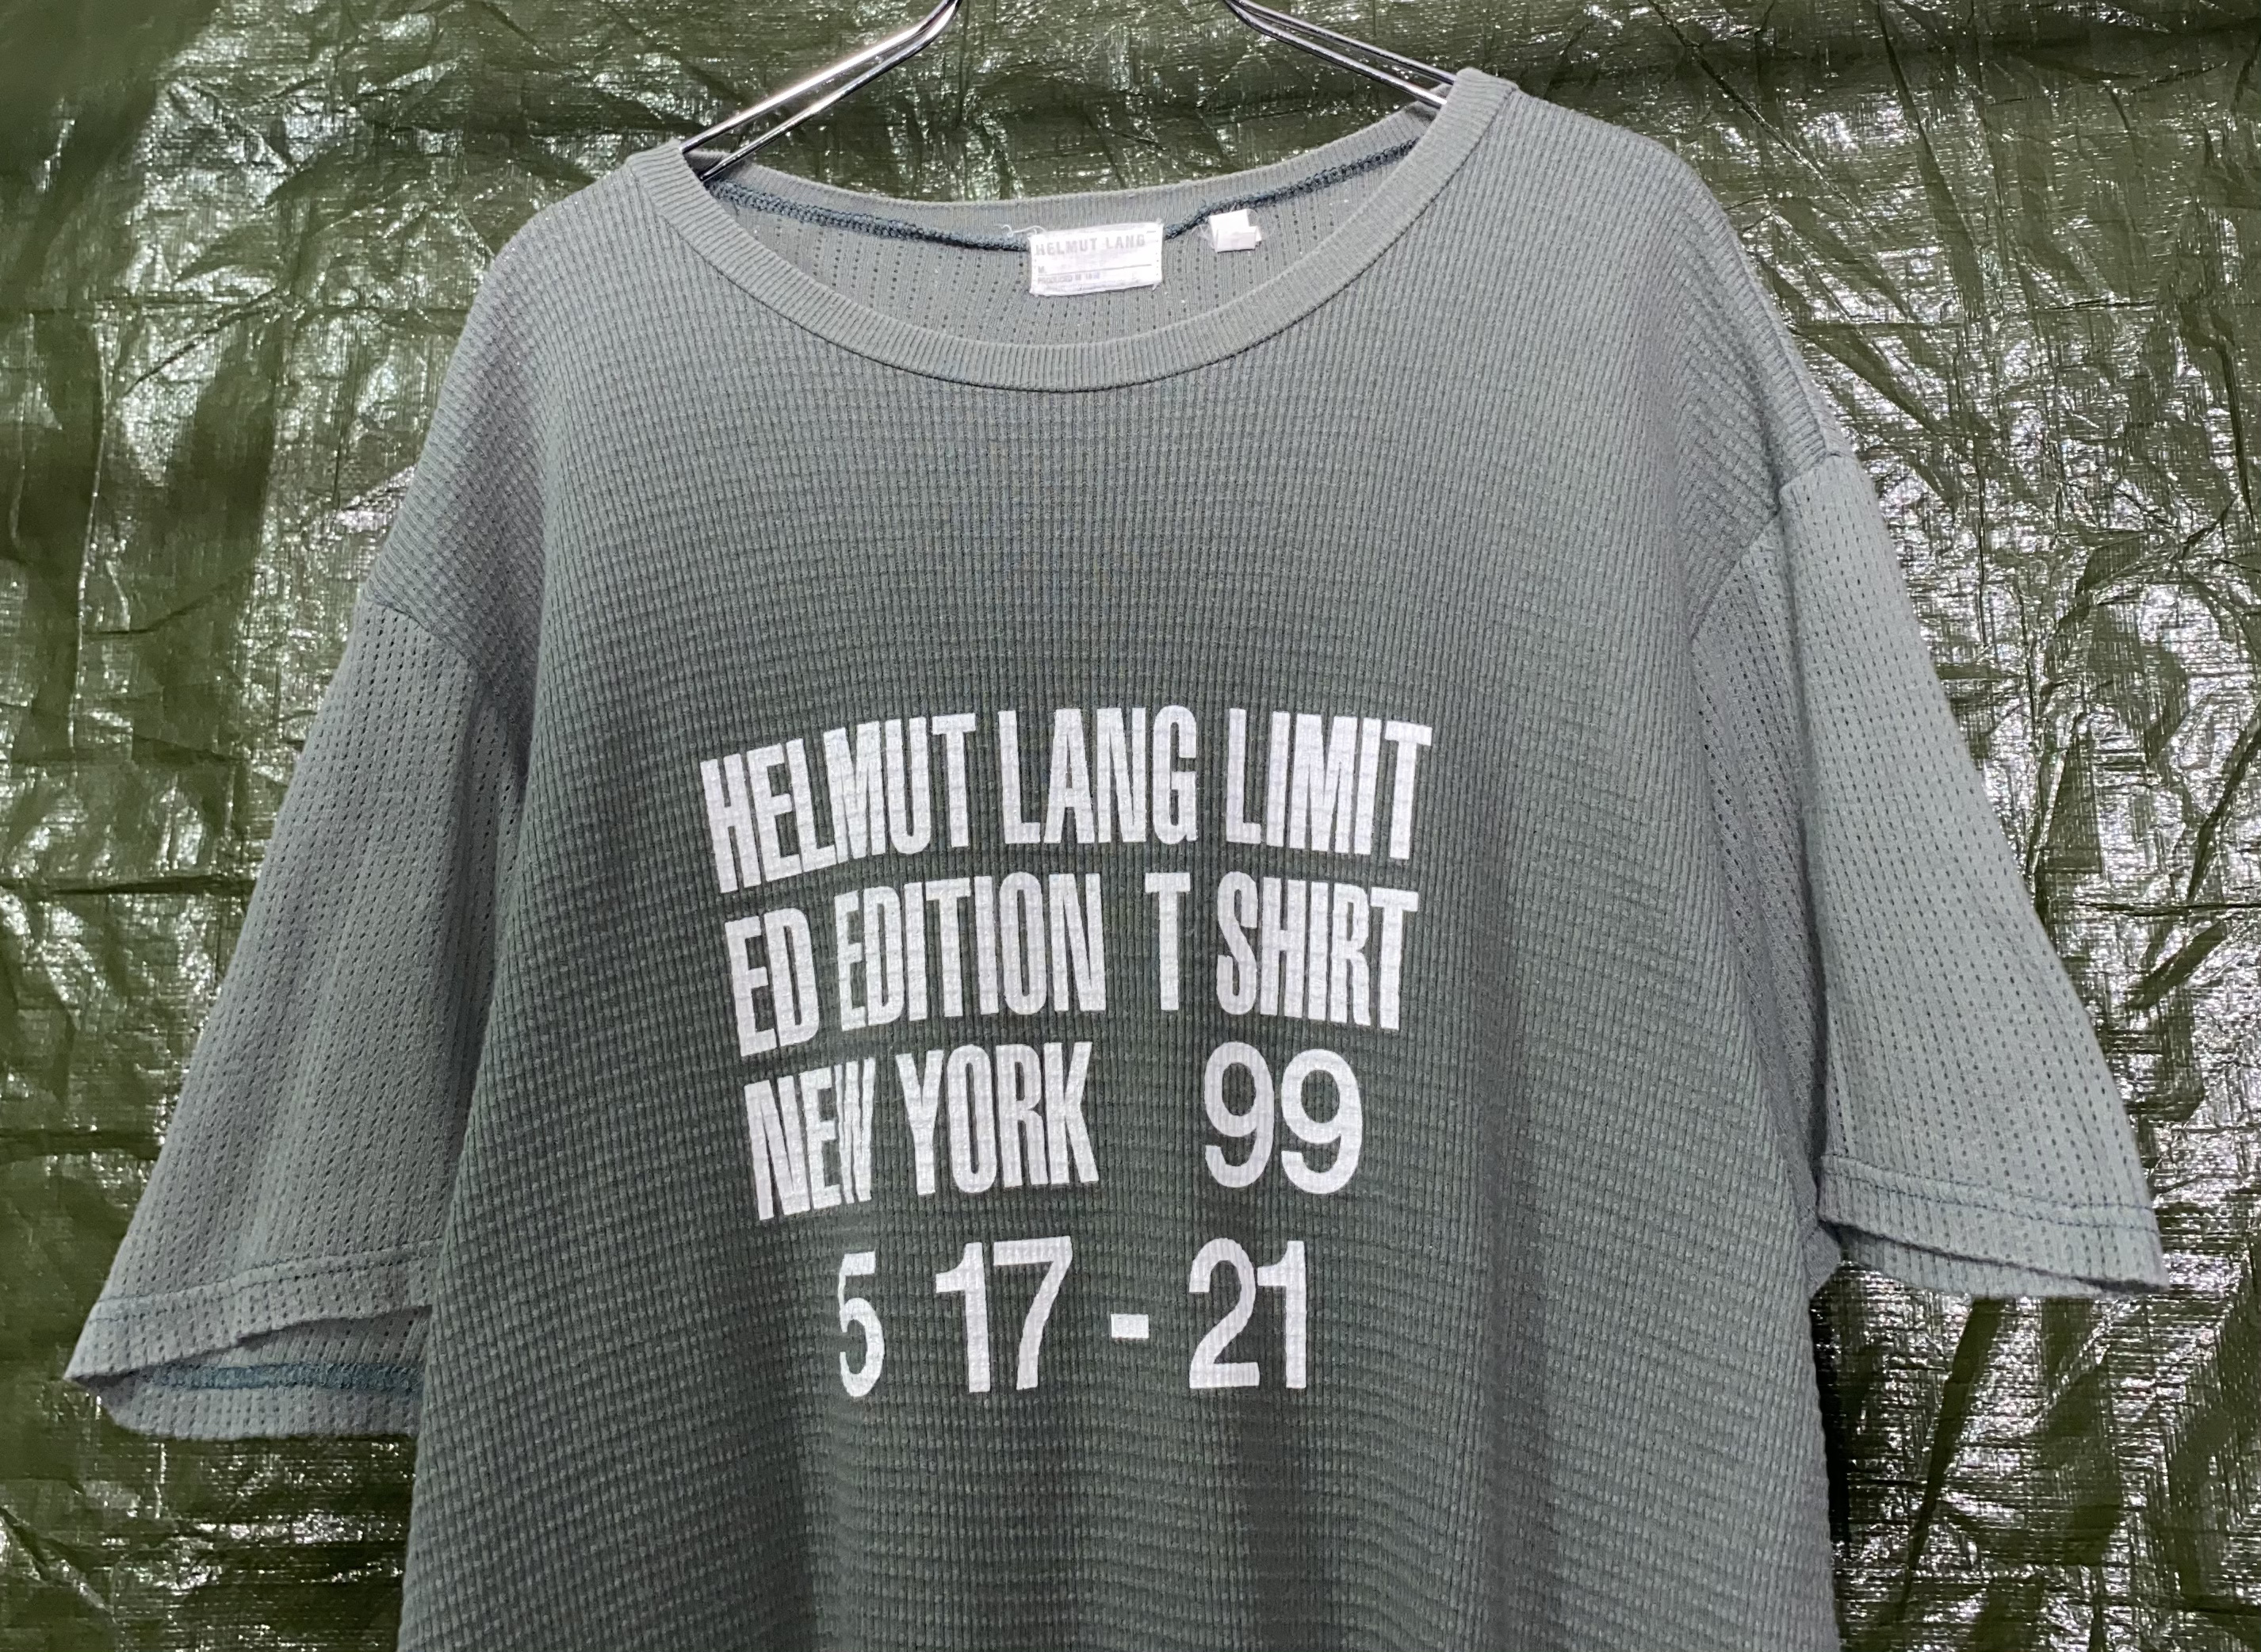 HELMUT LANG
M
HELMUT LANG LIMIT
ED EDITION T SHIRT
NEW YORK 99
5 17 - 21